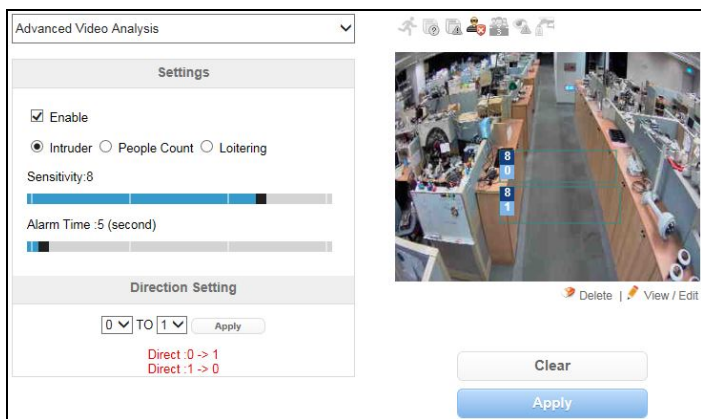 Advanced Video Analysis
Settings
Enable
Intruder People Count Loitering
Sensitivity:8
Alarm Time :5 (second)
Direction Setting
0 TO 1 Apply
Direct :0 -> 1
Direct :1 -> 0
8
0
8
1
Delete | View / Edit
Clear
Apply